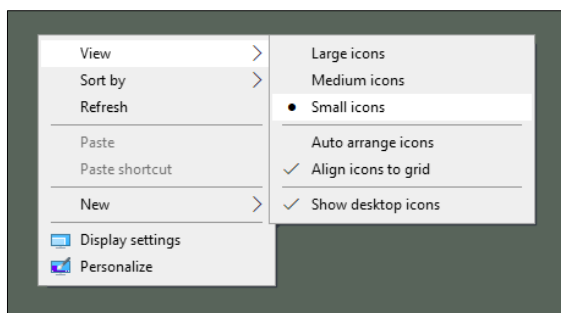 View
Sort by
Refresh
Paste
Paste shortcut
New
Display settings
Personalize
Large icons
Medium icons
Small icons
Auto arrange icons
Align icons to grid
Show desktop icons